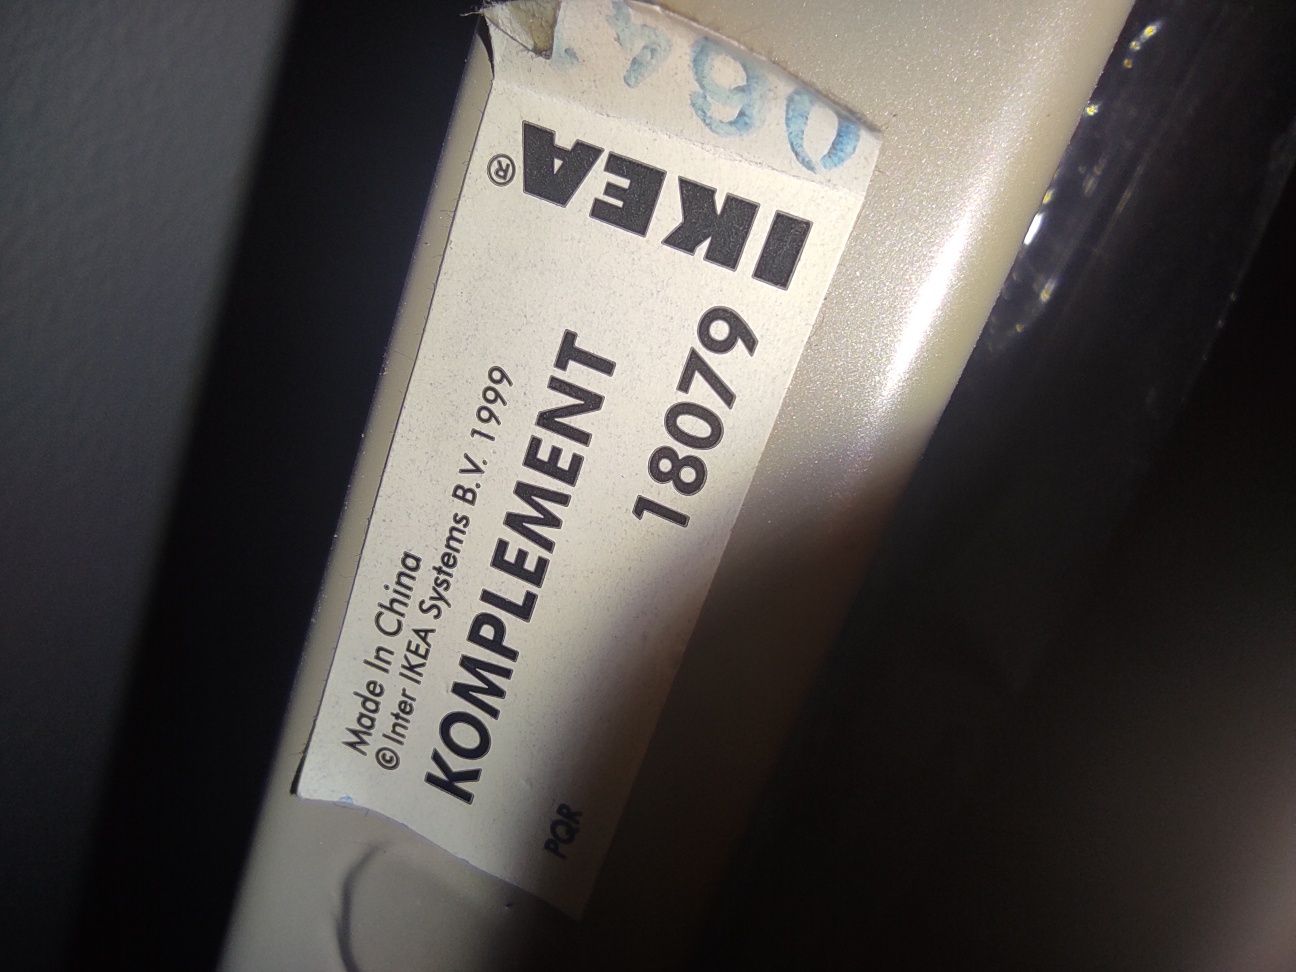 IKEA®
18079
KOMPLEMENT
© Inter IKEA Systems B.V. 1999
Made In China
PQR